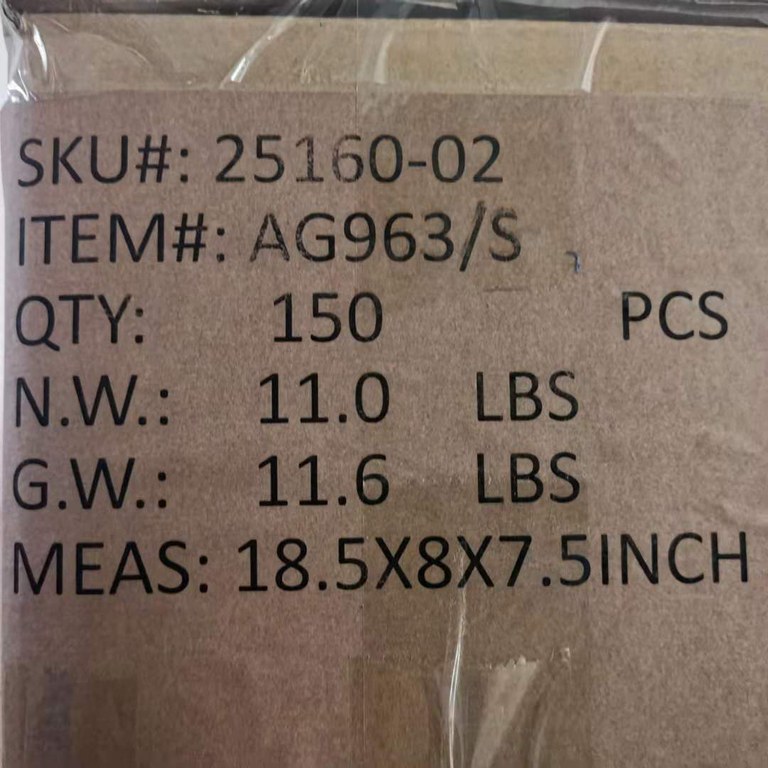 SKU#: 25160-02
ITEM#: AG963/S
QTY: 150 PCS
N.W.: 11.0 LBS
G.W.: 11.6 LBS
MEAS: 18.5X8X7.5INCH